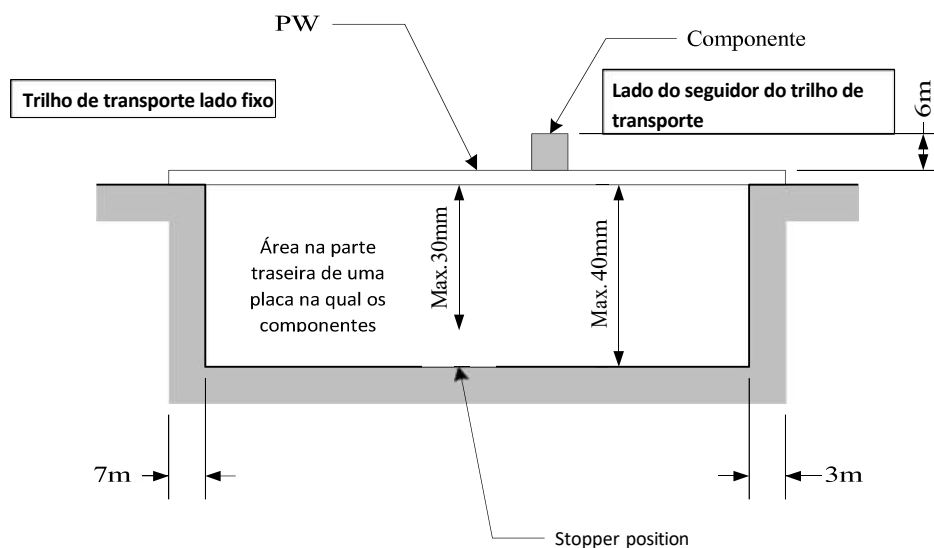 PW
Componente
Trilho de transporte lado fixo
Lado do seguidor do trilho de
transporte
6m
Área na parte
traseira de uma
placa na qual os
componentes
Max.30mm
Max.40mm
7m
3m
Stopper position